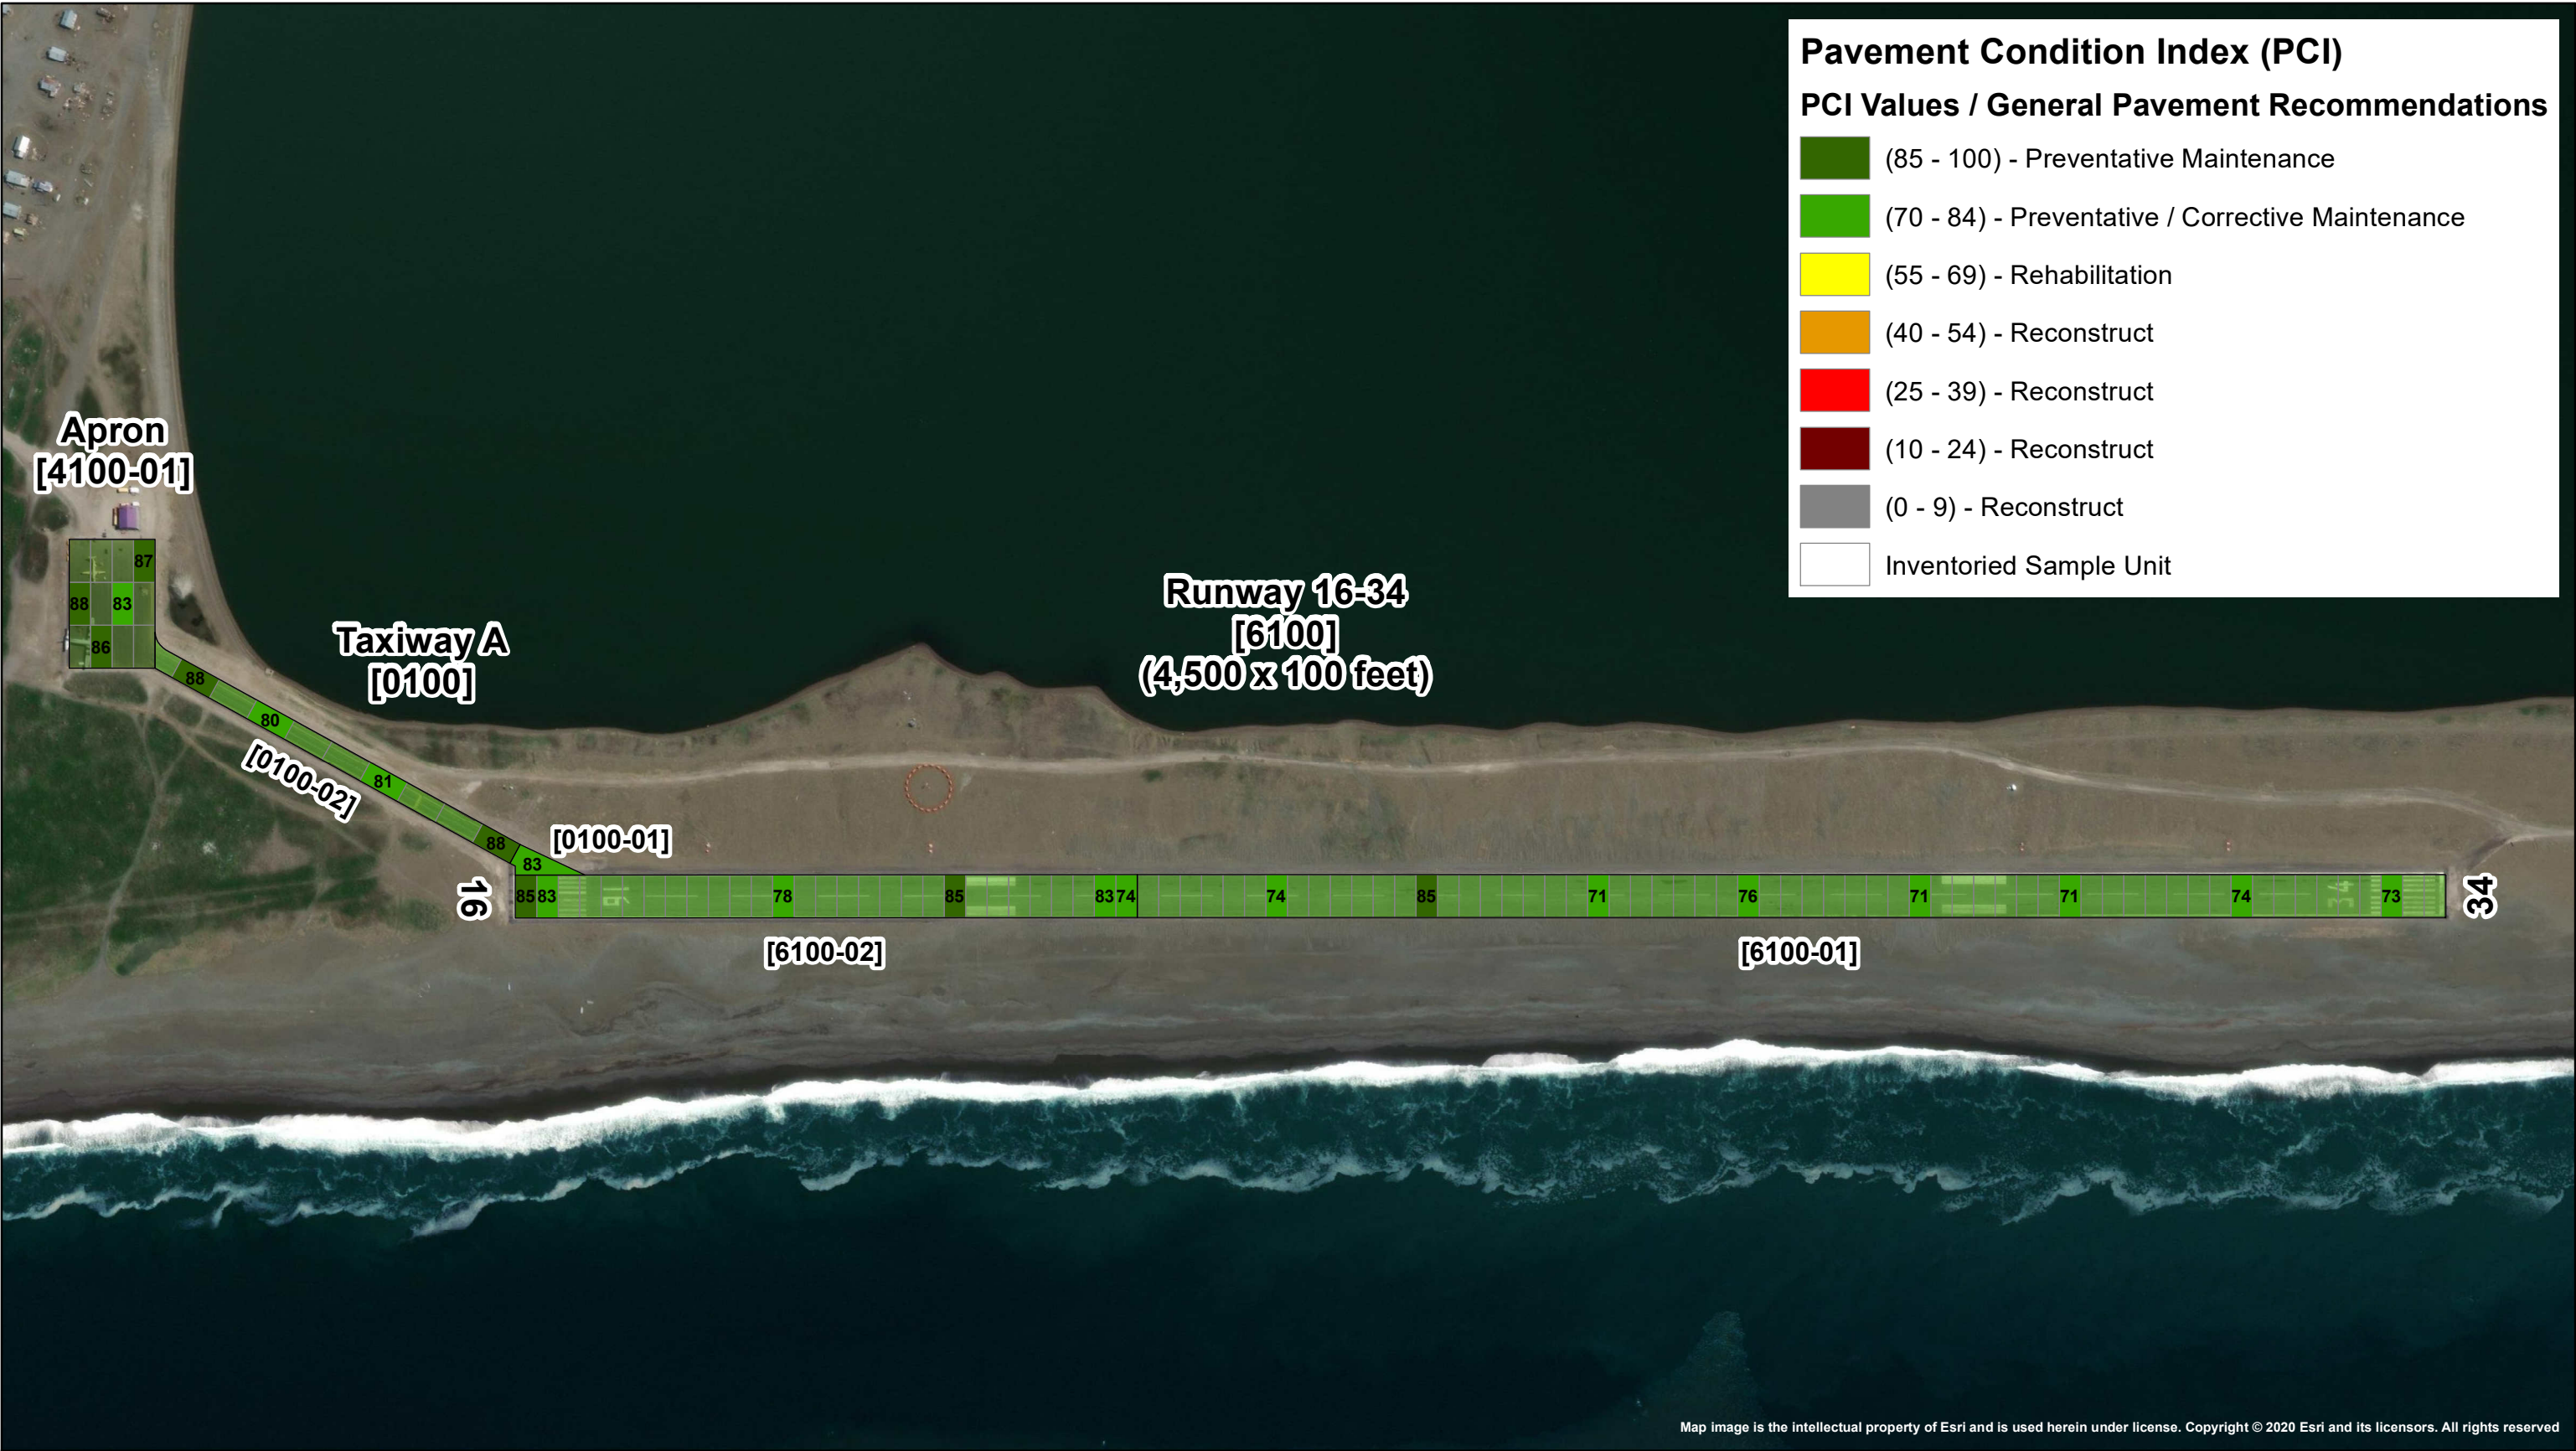 Pavement Condition Index (PCI)
PCI Values / General Pavement Recommendations
(85 - 100) - Preventative Maintenance
(70 - 84) - Preventative / Corrective Maintenance
(55 - 69) - Rehabilitation
(40 - 54) - Reconstruct
(25 - 39) - Reconstruct
(10 - 24) - Reconstruct
(0 - 9) - Reconstruct
Inventoried Sample Unit
Apron
[4100-01]
87
88 83
86
Taxiway A
[0100]
Runway 16-34
[6100]
(4,500 x 100 feet)
88
80
81
88
[0100-02]
83
[0100-01]
16
85 83 78 85 83 74 74 85 71 76 71 71 74 73
34
16
34
[6100-02]
[6100-01]
Map image is the intellectual property of Esri and is used herein under license. Copyright © 2020 Esri and its licensors. All rights reserved